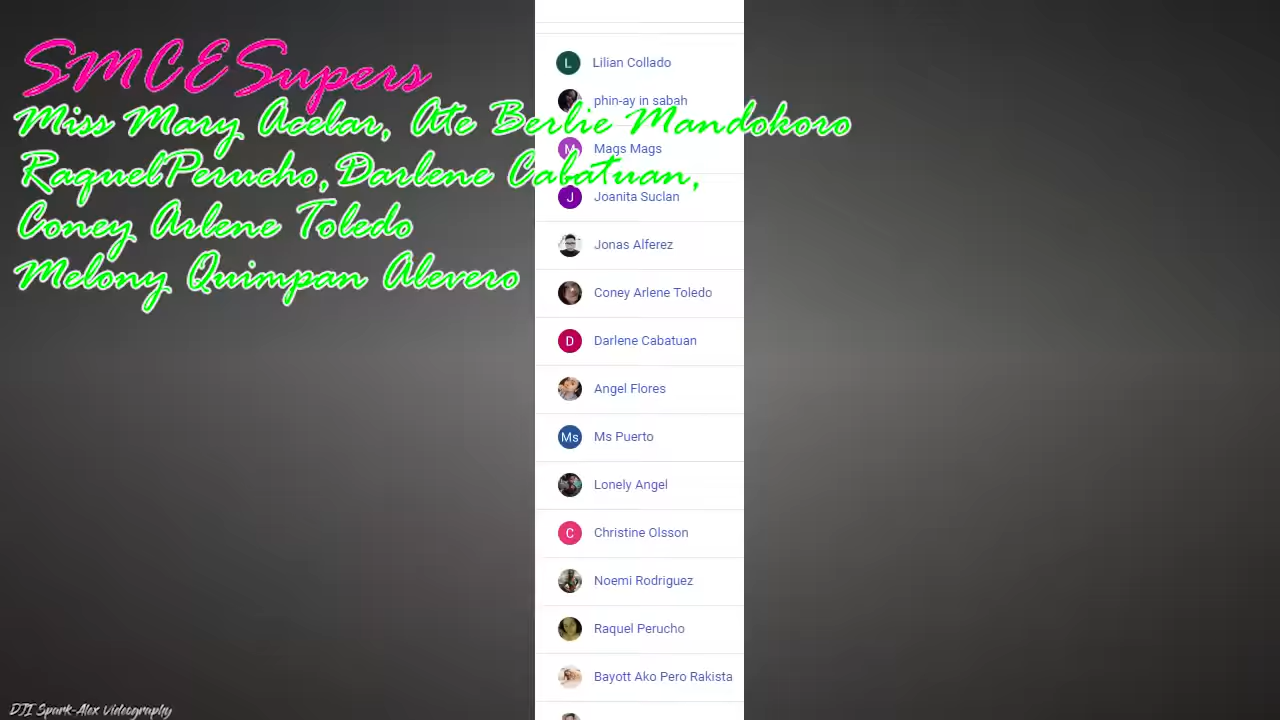 SMCESupers
Miss Mary Acelar, Ate Berlie Mandokoro
RaquelPerucho, Darlene Cabatuan,
Coney Arlene Toledo
Melony Quimpan Alevero
L Lilian Collado
phin-ay in sabah
M Mags Mags
J Joanita Suclan
Jonas Alferez
Coney Arlene Toledo
D Darlene Cabatuan
Angel Flores
Ms Ms Puerto
Lonely Angel
C Christine Olsson
Noemi Rodriguez
Raquel Perucho
Bayott Ako Pero Rakista
DJI Spark-Alex Videography